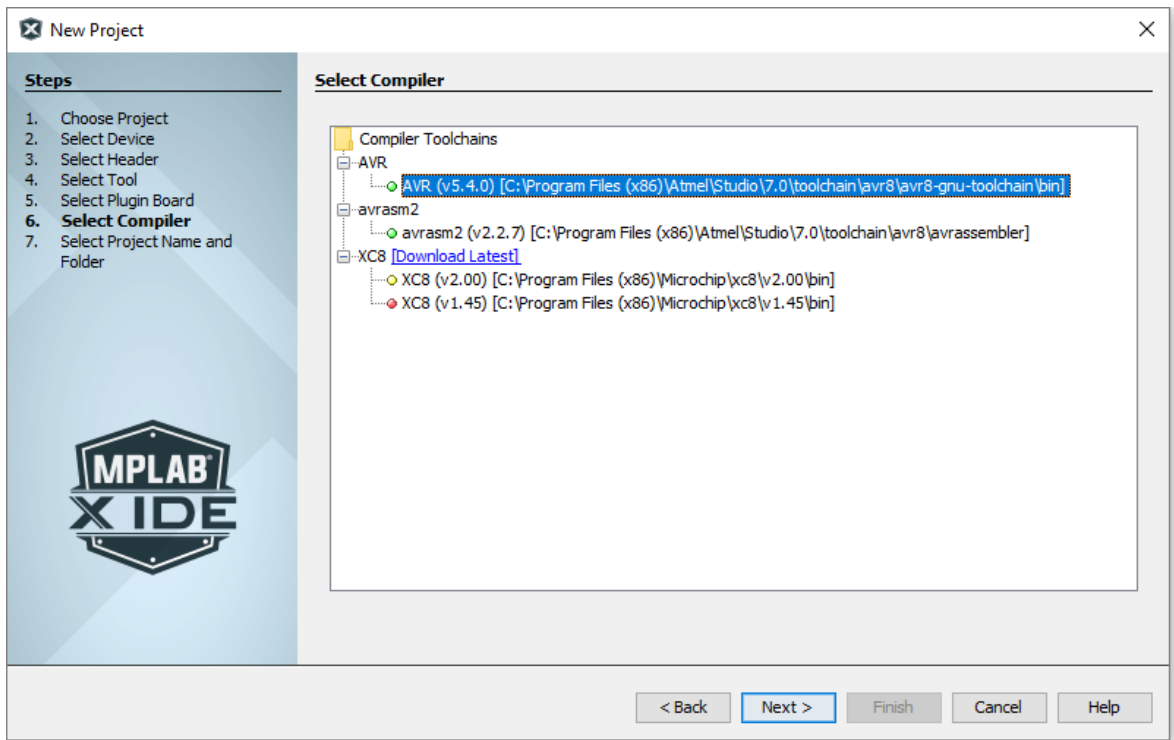 New Project
Steps
1. Choose Project
2. Select Device
3. Select Header
4. Select Tool
5. Select Plugin Board
6. Select Compiler
7. Select Project Name and
Folder
MPLAB®
X IDE
Select Compiler
Compiler Toolchains
AVR
AVR (v5.4.0) [C:\Program Files (x86)\Atmel\Studio\7.0\toolchain\avr8\avr8-gnu-toolchain\bin]
avrasm2
avrasm2 (v2.2.7) [C:\Program Files (x86)\Atmel\Studio\7.0\toolchain\avr8\avrassembler]
XC8 [Download Latest]
XC8 (v2.00) [C:\Program Files (x86)\Microchip\xc8\v2.00\bin]
XC8 (v1.45) [C:\Program Files (x86)\Microchip\xc8\v1.45\bin]
< Back Next > Finish Cancel Help